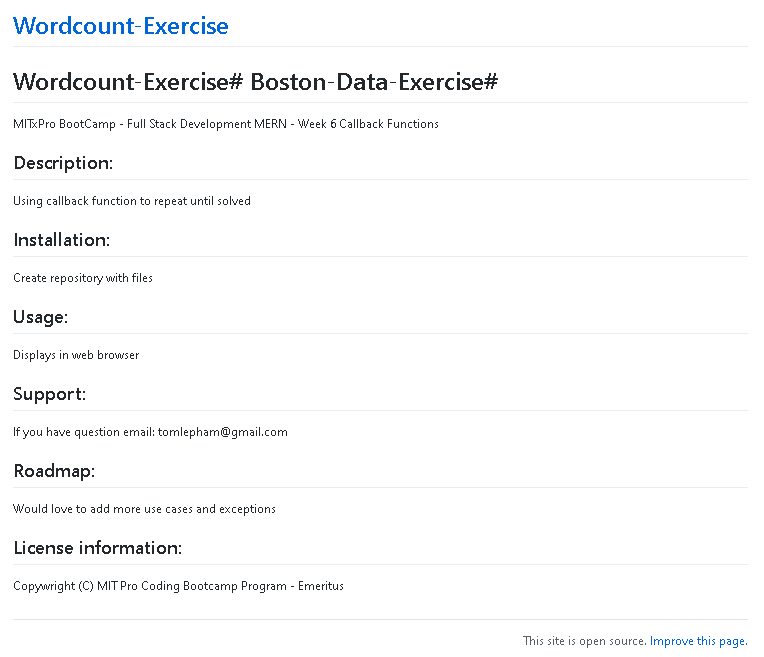 Wordcount-Exercise
Wordcount-Exercise# Boston-Data-Exercise#
MITxPro BootCamp - Full Stack Development MERN - Week 6 Callback Functions
Description:
Using callback function to repeat until solved
Installation:
Create repository with files
Usage:
Displays in web browser
Support:
If you have question email: tomlepham@gmail.com
Roadmap:
Would love to add more use cases and exceptions
License information:
Copywright (C) MIT Pro Coding Bootcamp Program - Emeritus
This site is open source. Improve this page.